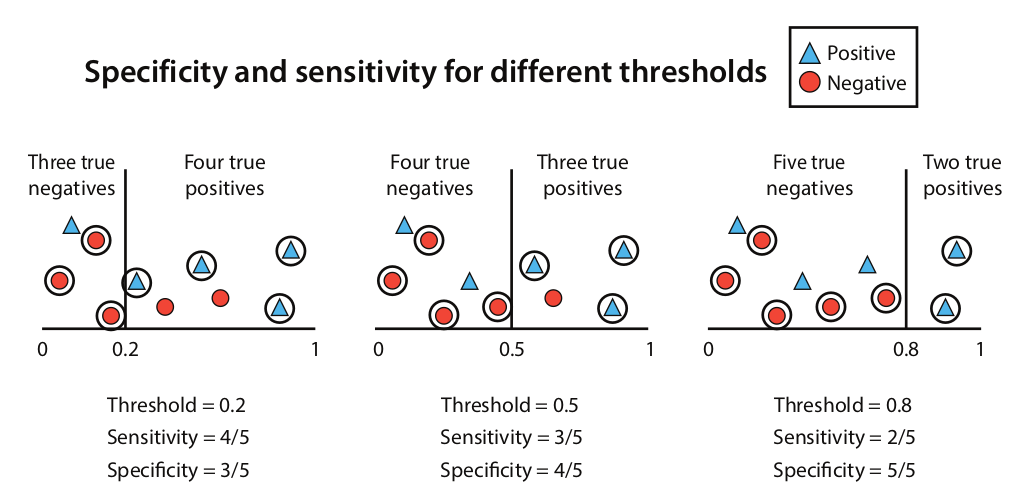 Specificity and sensitivity for different thresholds
Positive
Negative
Three true
negatives
Four true
positives
0
0.2
1
Threshold = 0.2
Sensitivity = 4/5
Specificity = 3/5
Four true
negatives
Three true
positives
0
0.5
1
Threshold = 0.5
Sensitivity = 3/5
Specificity = 4/5
Five true
negatives
Two true
positives
0
0.8
1
Threshold = 0.8
Sensitivity = 2/5
Specificity = 5/5